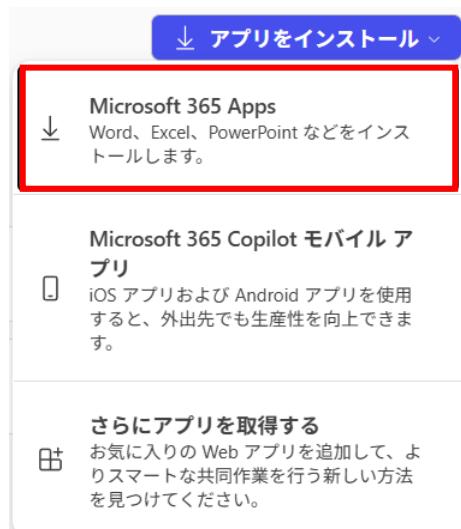 アプリをインストール
Microsoft 365 Apps
Word、Excel、PowerPoint などをインス
トールします。
Microsoft 365 Copilot モバイル ア
プリ
iOS アプリおよび Android アプリを使用
すると、外出先でも生産性を向上できま
す。
さらにアプリを取得する
お気に入りの Web アプリを追加して、よ
りスマートな共同作業を行う新しい方法
を見つけてください。